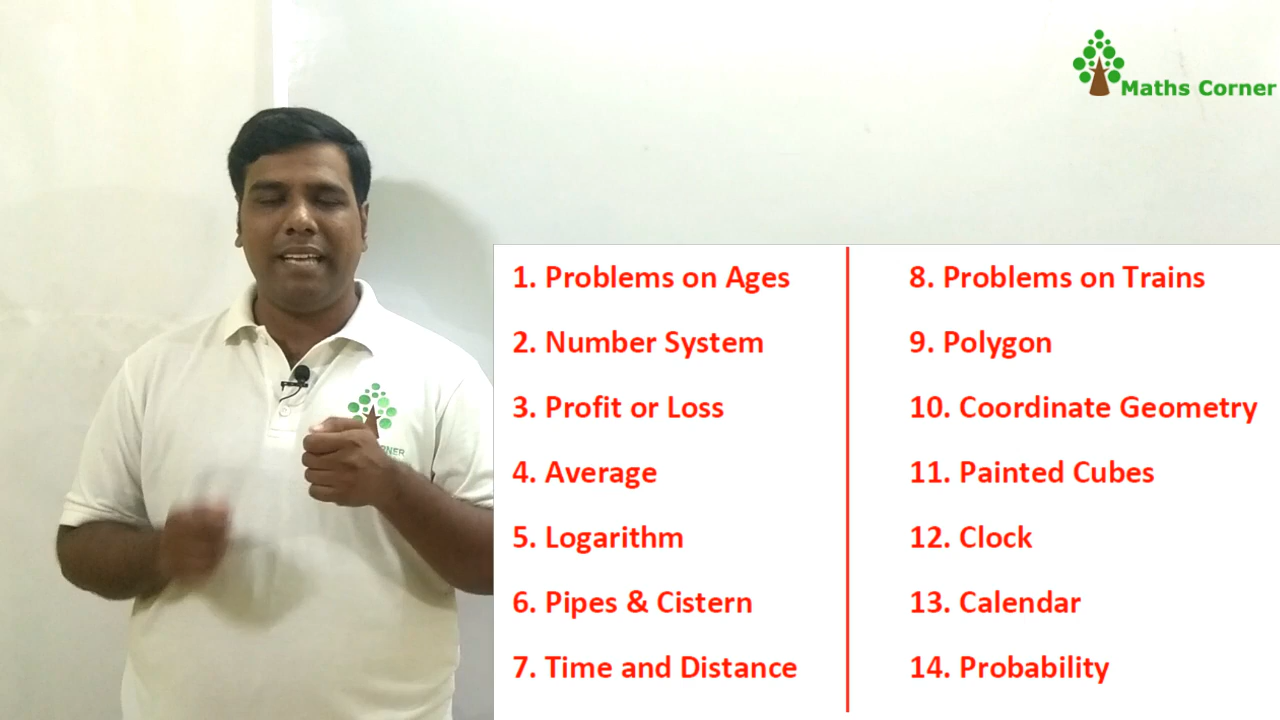 Maths Corner
1. Problems on Ages
2. Number System
3. Profit or Loss
4. Average
5. Logarithm
6. Pipes & Cistern
7. Time and Distance
8. Problems on Trains
9. Polygon
10. Coordinate Geometry
11. Painted Cubes
12. Clock
13. Calendar
14. Probability